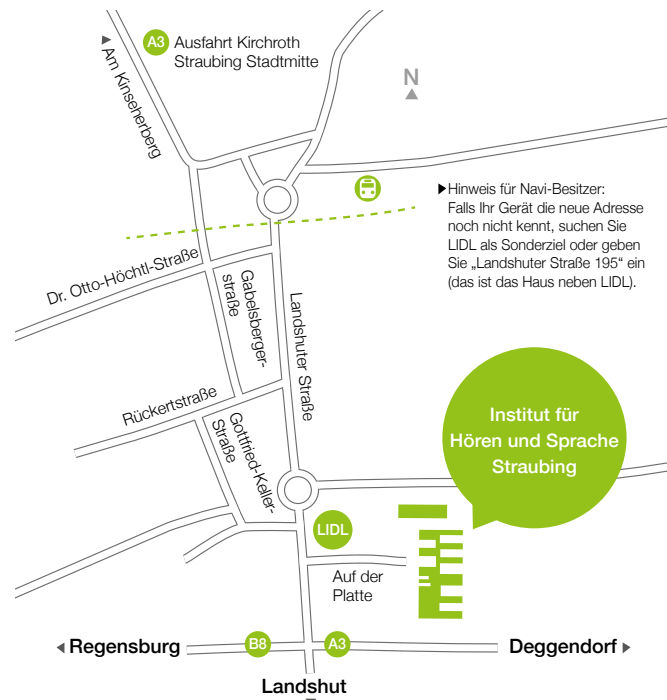 A3
Ausfahrt Kirchroth
Straubing Stadtmitte
Am Kinseherberg
N
Hinweis für Navi-Besitzer:
Falls Ihr Gerät die neue Adresse
noch nicht kennt, suchen Sie
LIDL als Sonderziel oder geben
Sie „Landshuter Straße 195“ ein
(das ist das Haus neben LIDL).
Dr. Otto-Höchtl-Straße
Gabelsberger-
straße
Landshuter Straße
Rückertstraße
Gottfried-Keller-
Straße
Institut für
Hören und Sprache
Straubing
LIDL
Auf der
Platte
Regensburg
B8
A3
Deggendorf
Landshut